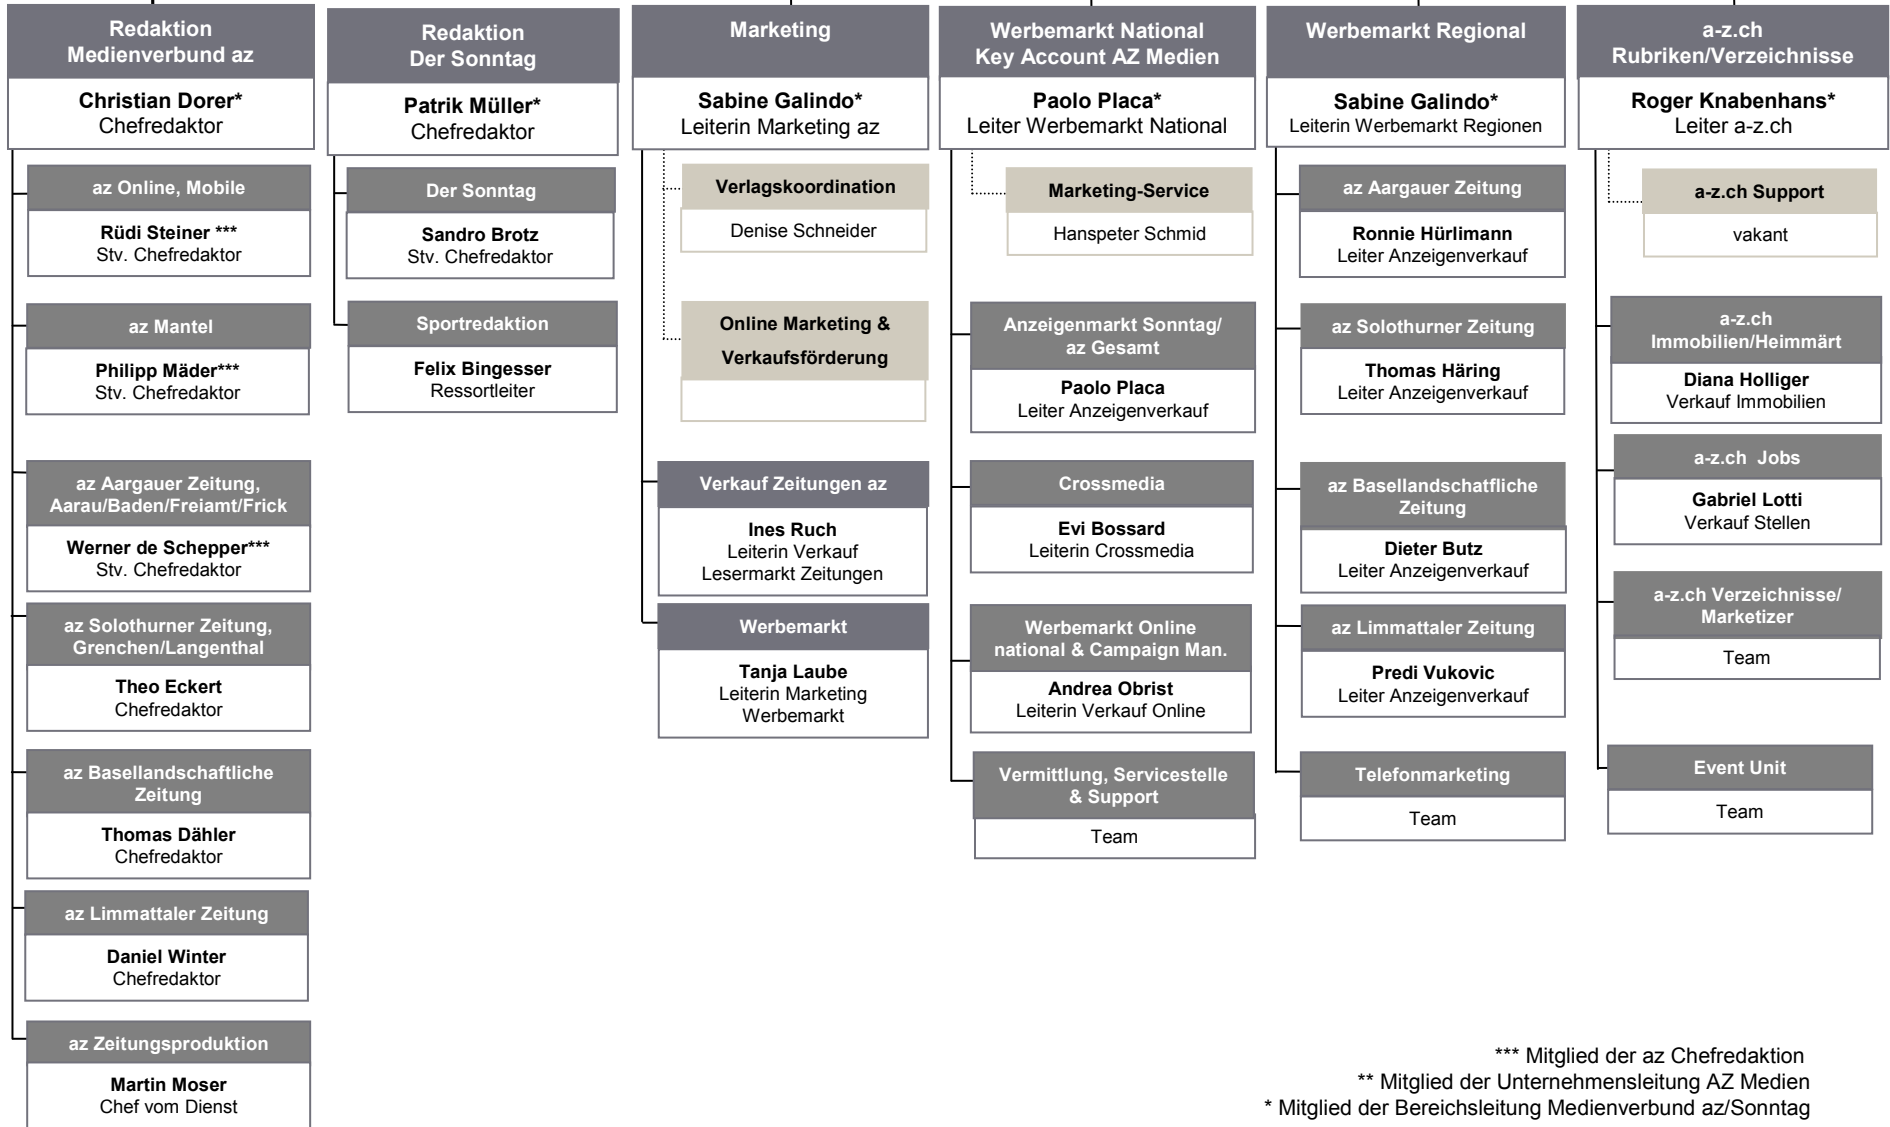 Redaktion
Medienverbund az
Christian Dorer*
Chefredaktor
az Online, Mobile
Rüdi Steiner ***
Stv. Chefredaktor
az Mantel
Philipp Mäder***
Stv. Chefredaktor
az Aargauer Zeitung,
Aarau/Baden/Freiamt/Frick
Werner de Schepper***
Stv. Chefredaktor
az Solothurner Zeitung,
Grenchen/Langenthal
Theo Eckert
Chefredaktor
az Basellandschaftliche
Zeitung
Thomas Dähler
Chefredaktor
az Limmattaler Zeitung
Daniel Winter
Chefredaktor
az Zeitungsproduktion
Martin Moser
Chef vom Dienst
Redaktion
Der Sonntag
Patrik Müller*
Chefredaktor
Der Sonntag
Sandro Brotz
Stv. Chefredaktor
Sportredaktion
Felix Bingesser
Ressortleiter
Marketing
Sabine Galindo*
Leiterin Marketing az
Verlagskoordination
Denise Schneider
Online Marketing &
Verkaufsförderung
Verkauf Zeitungen az
Ines Ruch
Leiterin Verkauf
Lesermarkt Zeitungen
Werbemarkt
Tanja Laube
Leiterin Marketing
Werbemarkt
Werbemarkt National
Key Account AZ Medien
Paolo Placa*
Leiter Werbemarkt National
Marketing-Service
Hanspeter Schmid
Anzeigenmarkt Sonntag/
az Gesamt
Paolo Placa
Leiter Anzeigenverkauf
Crossmedia
Evi Bossard
Leiterin Crossmedia
Werbemarkt Online
national & Campaign Man.
Andrea Obrist
Leiterin Verkauf Online
Vermittlung, Servicestelle
& Support
Team
Werbemarkt Regional
Sabine Galindo*
Leiterin Werbemarkt Regionen
az Aargauer Zeitung
Ronnie Hürlimann
Leiter Anzeigenverkauf
az Solothurner Zeitung
Thomas Häring
Leiter Anzeigenverkauf
az Basellandschatfliche
Zeitung
Dieter Butz
Leiter Anzeigenverkauf
az Limmattaler Zeitung
Predi Vukovic
Leiter Anzeigenverkauf
Telefonmarketing
Team
a-z.ch
Rubriken/Verzeichnisse
Roger Knabenhans*
Leiter a-z.ch
a-z.ch Support
vakant
a-z.ch
Immobilien/Heimmärt
Diana Holliger
Verkauf Immobilien
a-z.ch Jobs
Gabriel Lotti
Verkauf Stellen
a-z.ch Verzeichnisse/
Marketizer
Team
Event Unit
Team
*** Mitglied der az Chefredaktion
** Mitglied der Unternehmensleitung AZ Medien
* Mitglied der Bereichsleitung Medienverbund az/Sonntag